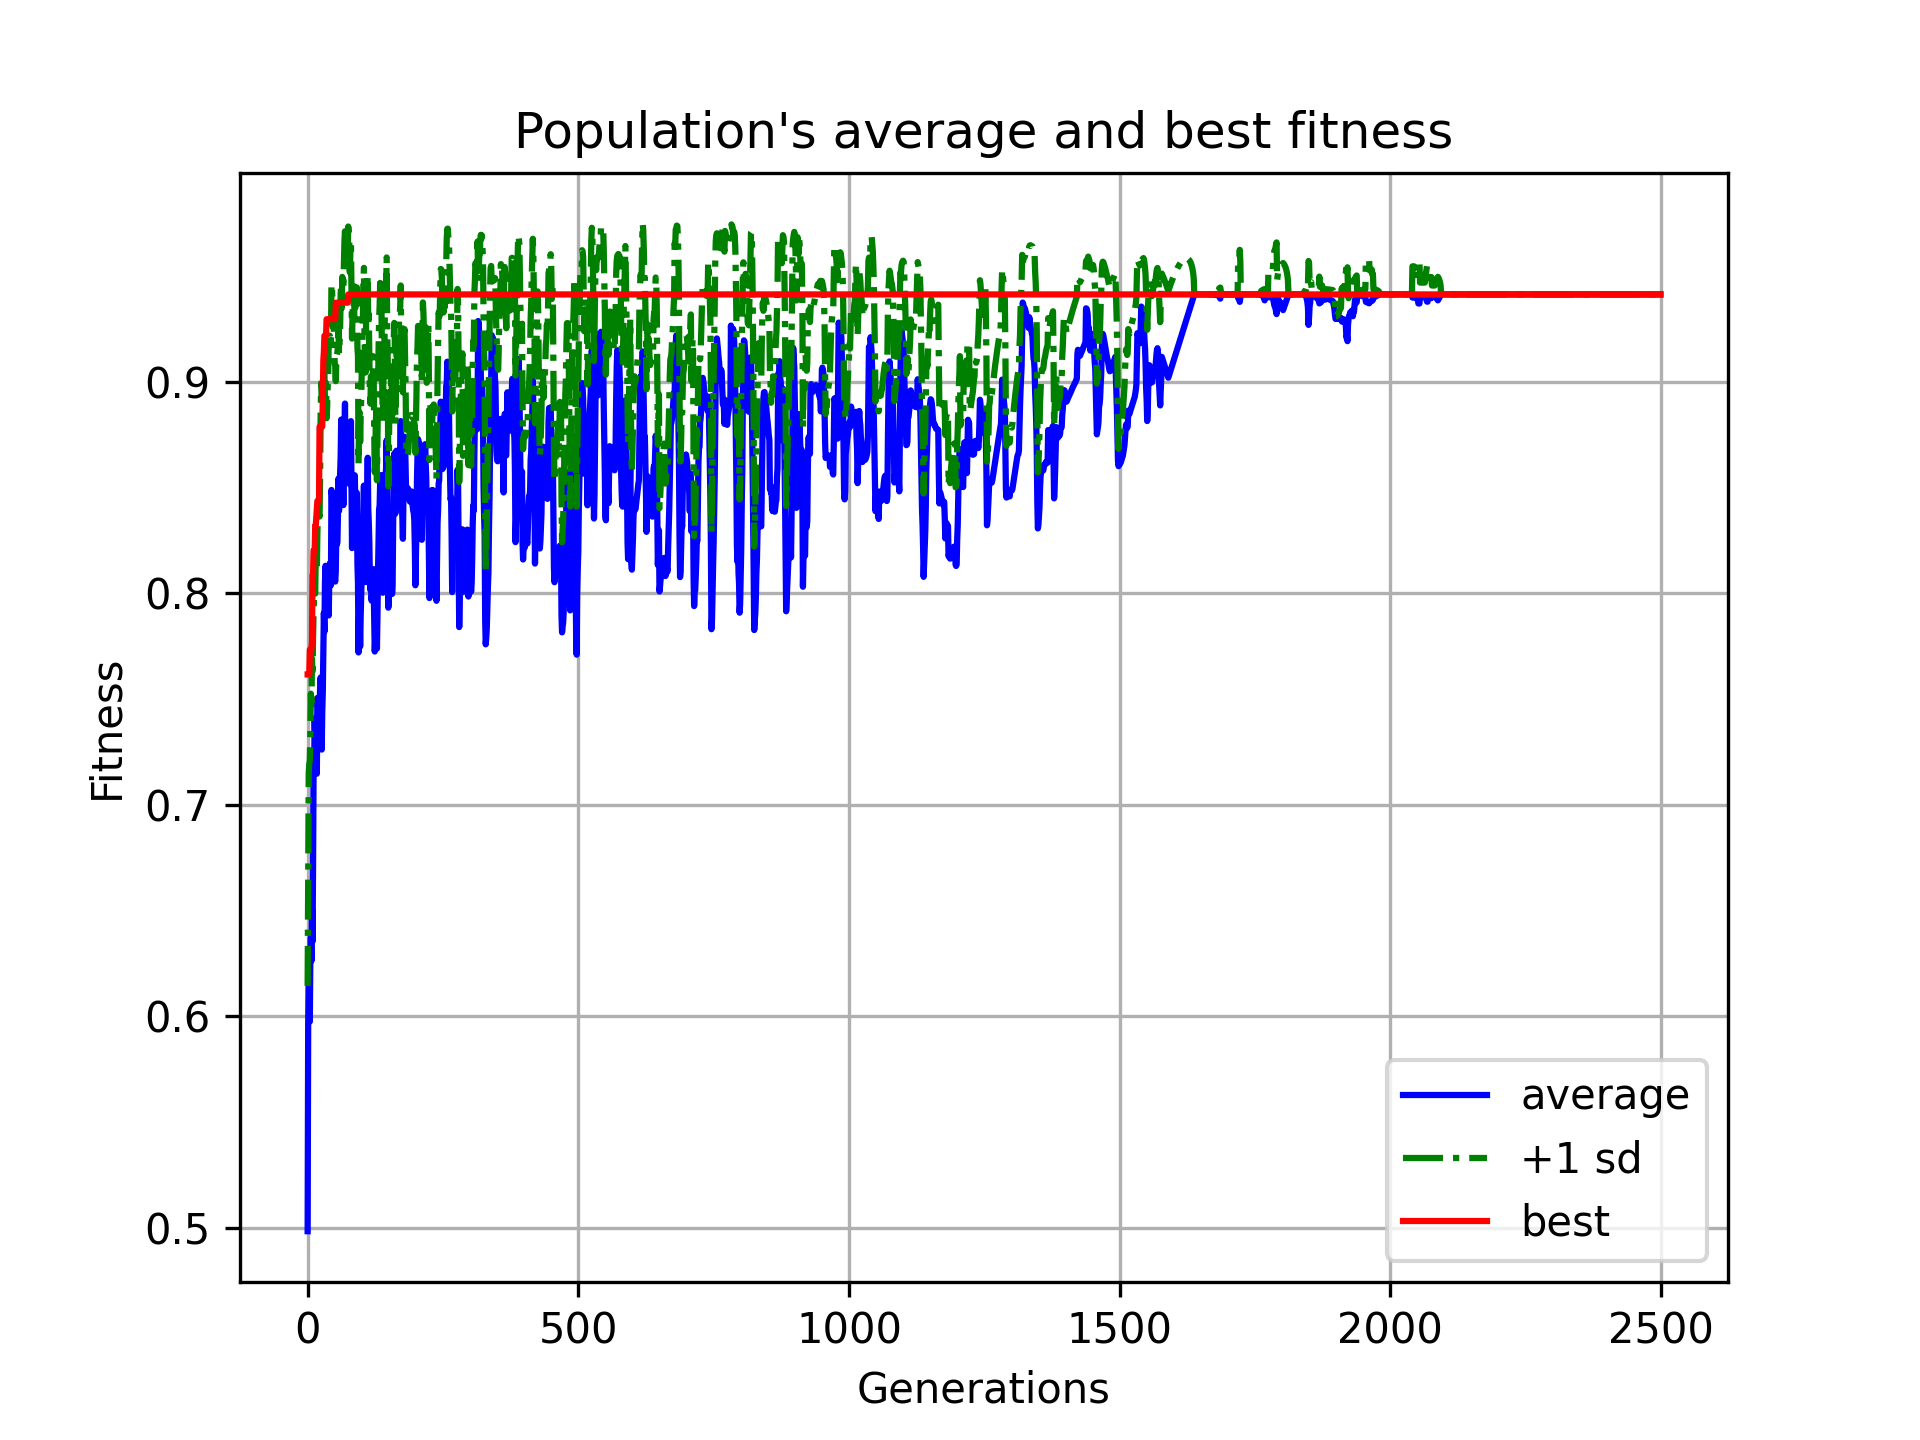 Population's average and best fitness
Fitness
0.9
0.8
0.7
0.6
0.5
0
500
1000
1500
2000
2500
Generations
average
+1 sd
best